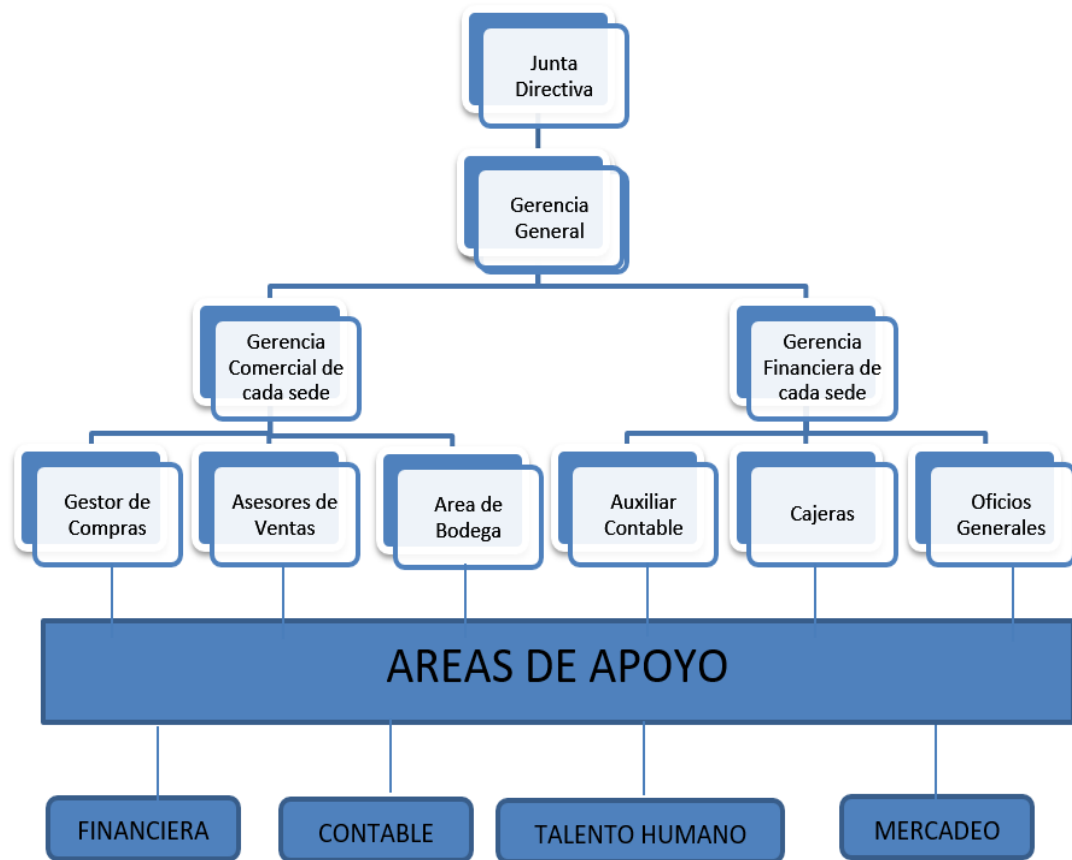 Junta
Directiva
Gerencia
General
Gerencia
Comercial de
cada sede
Gerencia
Financiera de
cada sede
Gestor de
Compras
Asesores de
Ventas
Area de
Bodega
Auxiliar
Contable
Cajeras
Oficios
Generales
AREAS DE APOYO
FINANCIERA
CONTABLE
TALENTO HUMANO
MERCADEO